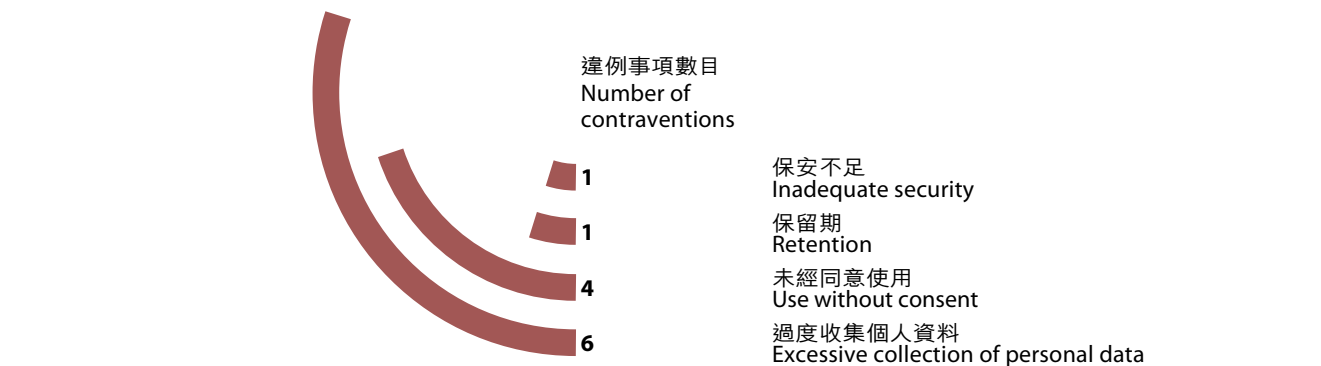 違例事項數目
Number of
contraventions
1
保安不足
Inadequate security
1
保留期
Retention
4
未經同意使用
Use without consent
6
過度收集個人資料
Excessive collection of personal data